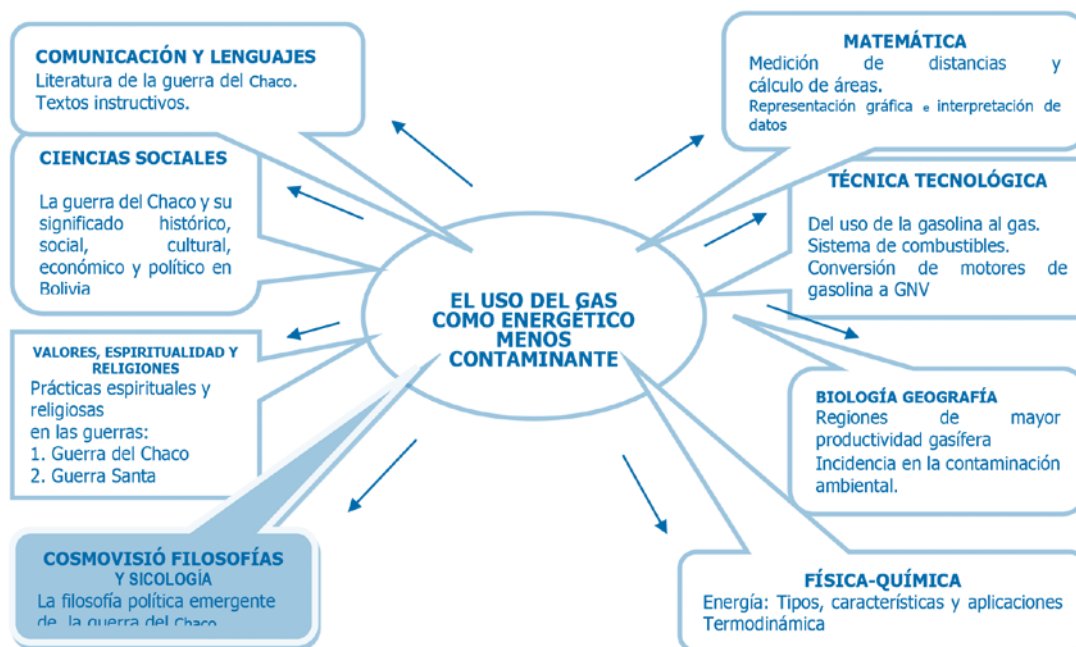 COMUNICACIÓN Y LENGUAJES
Literatura de la guerra del Chaco.
Textos instructivos.
CIENCIAS SOCIALES
La guerra del Chaco y su
significado histórico,
social, cultural,
económico y político en
Bolivia
VALORES, ESPIRITUALIDAD Y
RELIGIONES
Prácticas espirituales y
religiosas
en las guerras:
1. Guerra del Chaco
2. Guerra Santa
COSMOVISIÓ FILOSOFÍAS
Y SICOLOGÍA
La filosofía política emergente
de la guerra del Chaco
EL USO DEL GAS
COMO ENERGÉTICO
MENOS
CONTAMINANTE
MATEMÁTICA
Medición de distancias y
cálculo de áreas.
Representación gráfica e interpretación de
datos
TÉCNICA TECNOLÓGICA
Del uso de la gasolina al gas.
Sistema de combustibles.
Conversión de motores de
gasolina a GNV
BIOLOGÍA GEOGRAFÍA
Regiones de mayor
productividad gasífera
Incidencia en la contaminación
ambiental.
FÍSICA-QUÍMICA
Energía: Tipos, características y aplicaciones
Termodinámica